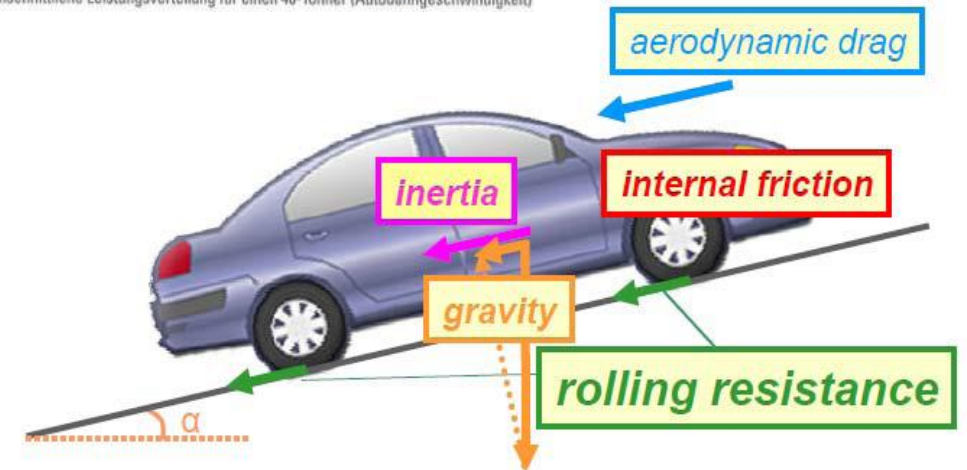 aerodynamic drag
inertia
internal friction
gravity
rolling resistance
α